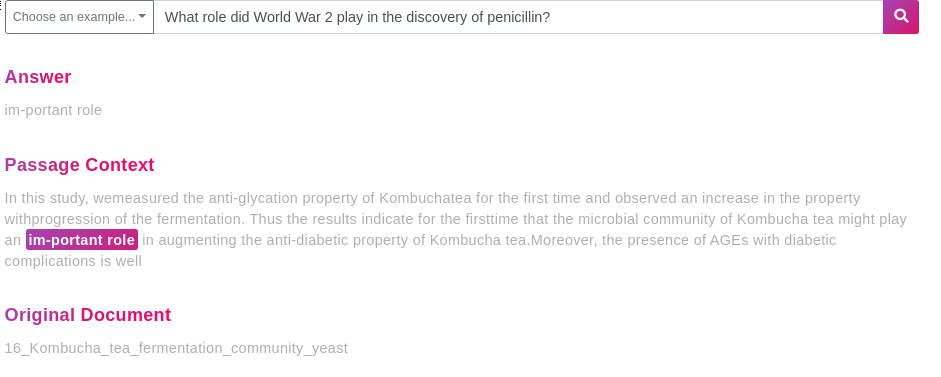 Choose an example... What role did World War 2 play in the discovery of penicillin?
Answer
im-portant role
Passage Context
In this study, wemeasured the anti-glycation property of Kombuchatea for the first time and observed an increase in the property
withprogression of the fermentation. Thus the results indicate for the firsttime that the microbial community of Kombucha tea might play
an im-portant role in augmenting the anti-diabetic property of Kombucha tea.Moreover, the presence of AGEs with diabetic
complications is well
Original Document
16_Kombucha_tea_fermentation_community_yeast